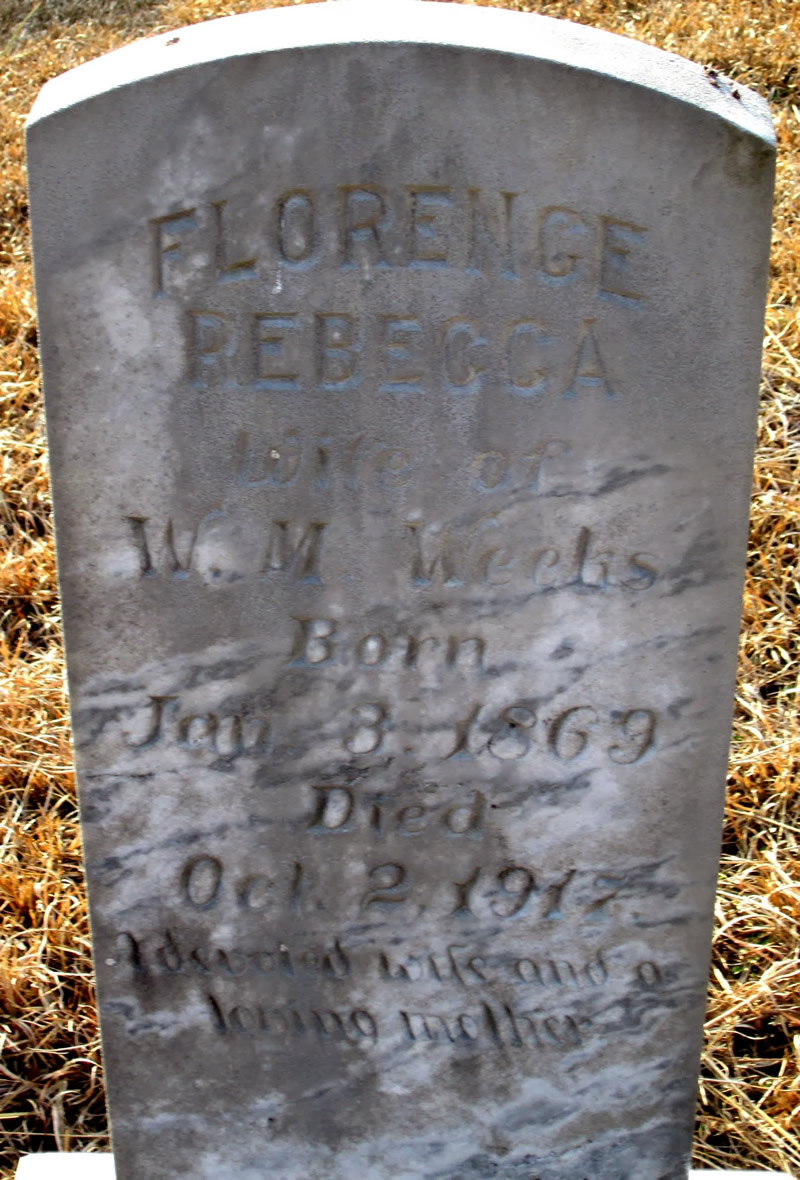 FLORENCE
REBECCA
Wife of
W. M. Weeks
Born
Jan. 3, 1869
Died
Oct. 2, 1917.
A devoted wife and a
loving mother